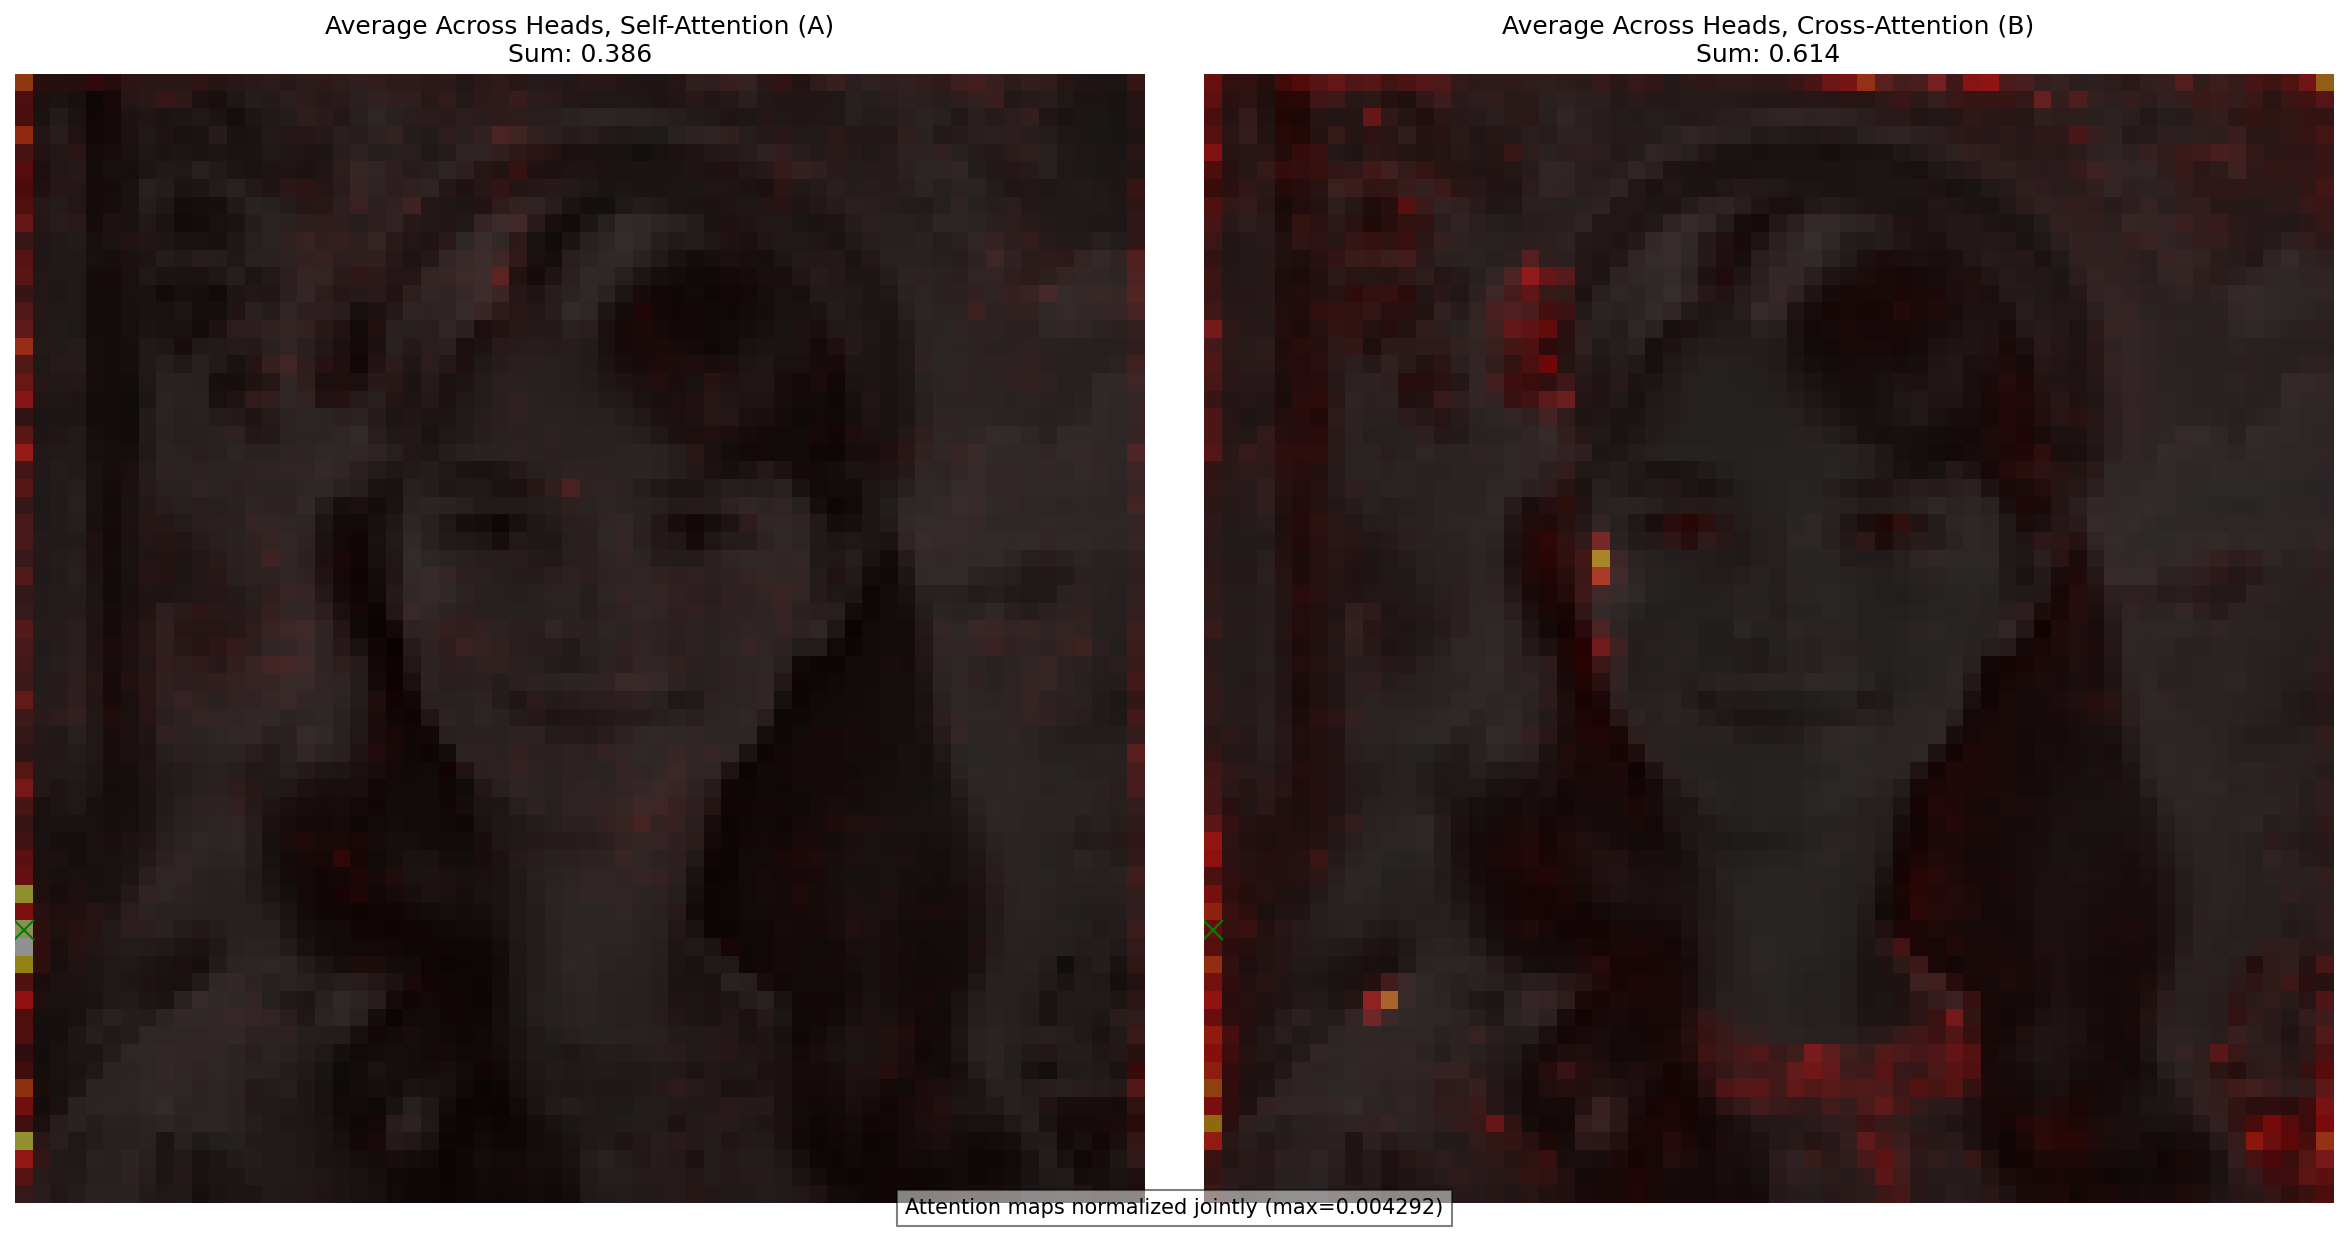 Average Across Heads, Self-Attention (A)
Sum: 0.386
Average Across Heads, Cross-Attention (B)
Sum: 0.614
Attention maps normalized jointly (max=0.004292)